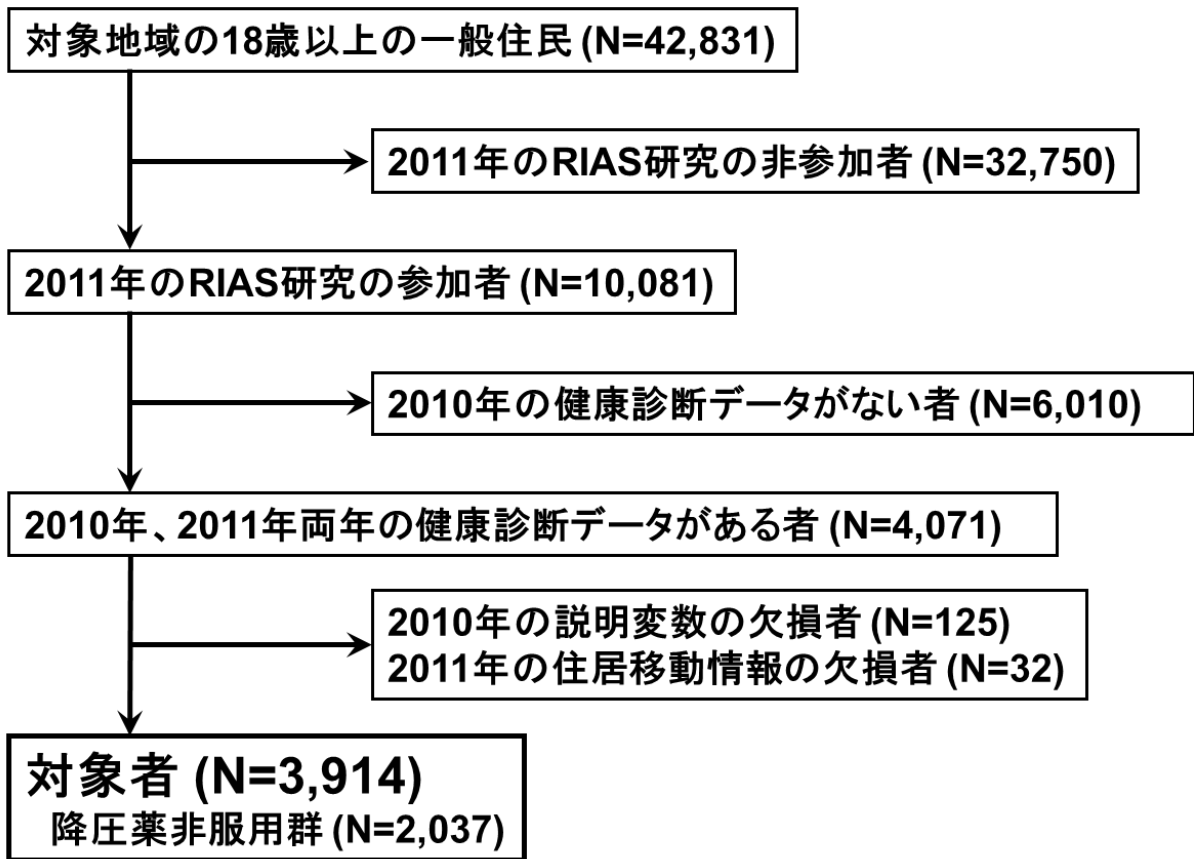 対象地域の18歳以上の一般住民 (N=42,831)
2011年のRIAS研究の非参加者 (N=32,750)
2011年のRIAS研究の参加者 (N=10,081)
2010年の健康診断データがない者 (N=6,010)
2010年、2011年両年の健康診断データがある者 (N=4,071)
2010年の説明変数の欠損者 (N=125)
2011年の住居移動情報の欠損者 (N=32)
対象者 (N=3,914)
降圧薬非服用群 (N=2,037)